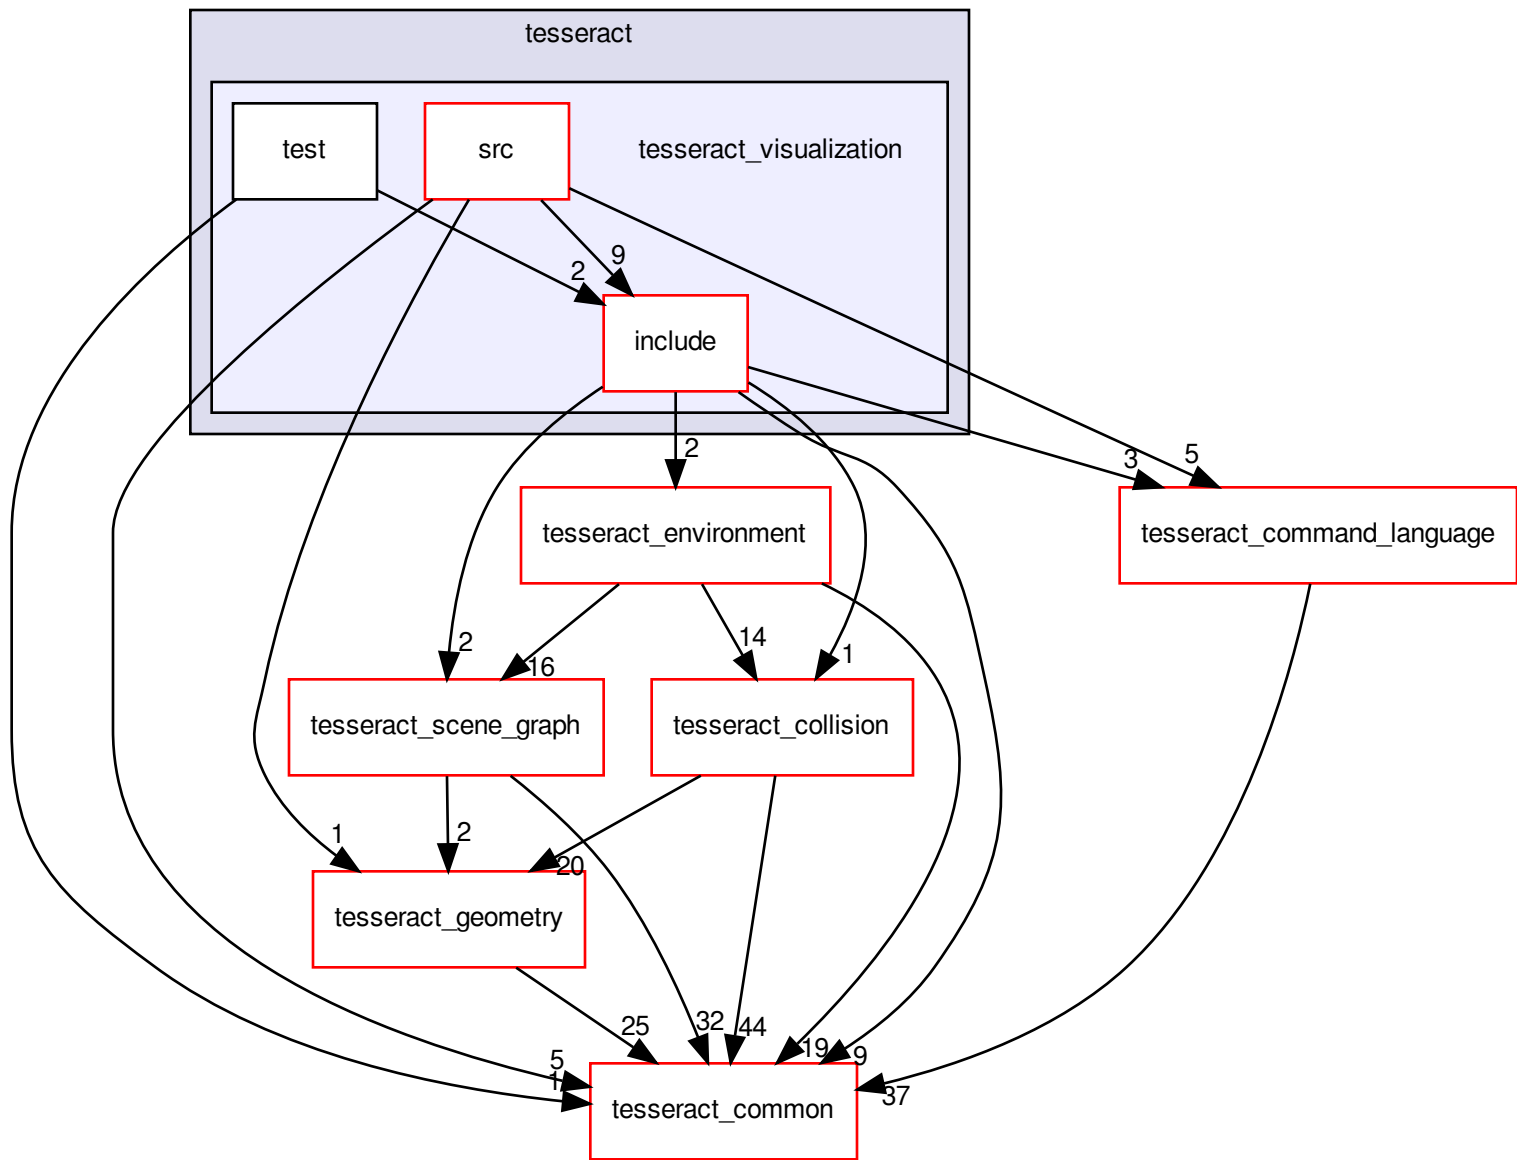 tesseract
test
src
tesseract_visualization
9
2
include
2
3
5
tesseract_environment
tesseract_command_language
2
16
14
1
tesseract_scene_graph
tesseract_collision
1
2
20
tesseract_geometry
25
32
44
19
9
5
1
37
tesseract_common